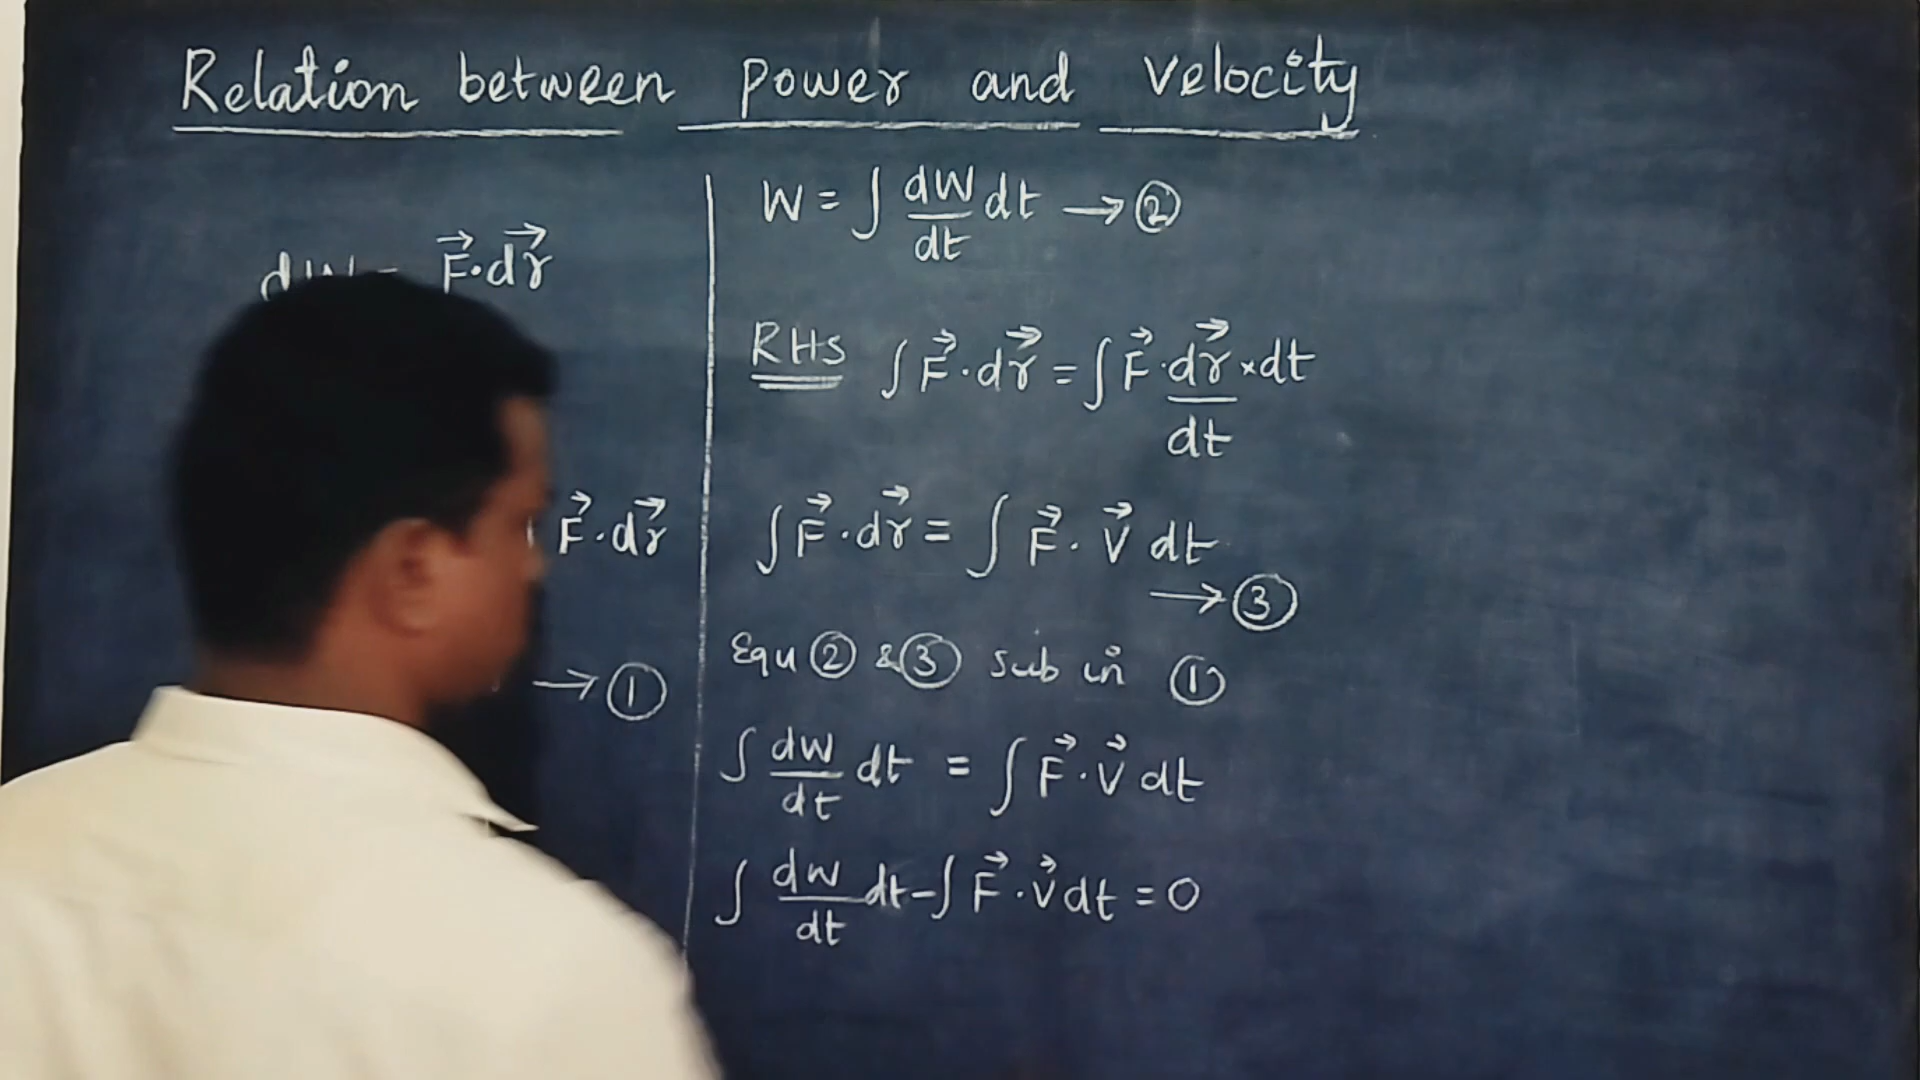 Relation between power and velocity
F⃗·dr⃗
F⃗·dr⃗
→ ①
W = ∫ dW/dt dt → ②
RHS ∫ F⃗·dr⃗ = ∫ F⃗·dr⃗/dt × dt
∫ F⃗·dr⃗ = ∫ F⃗·V⃗ dt
→ ③
Equ ② & ③ sub in ①
∫ dW/dt dt = ∫ F⃗·V⃗ dt
∫ dW/dt dt - ∫ F⃗·V⃗ dt = 0